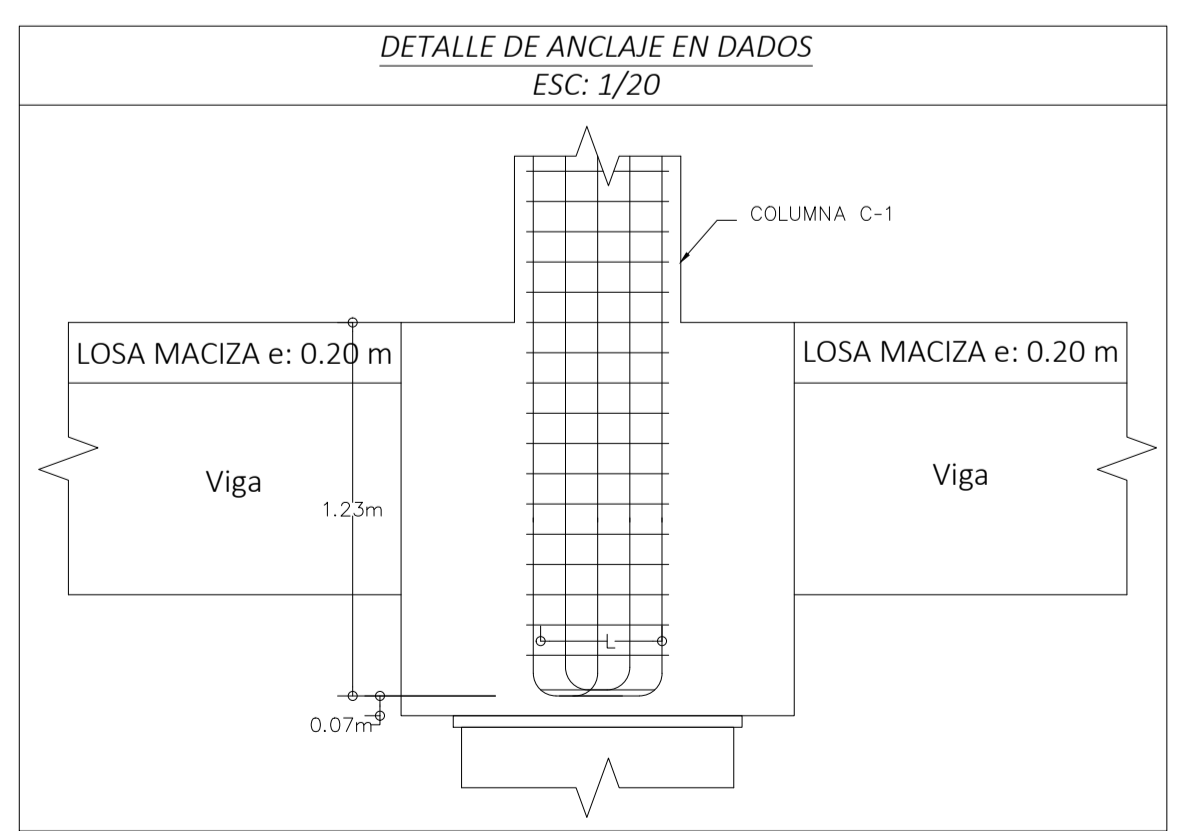 DETALLE DE ANCLAJE EN DADOS
ESC: 1/20
COLUMNA C-1
LOSA MACIZA e: 0.20 m
LOSA MACIZA e: 0.20 m
Viga
Viga
1.23m
L
0.07m